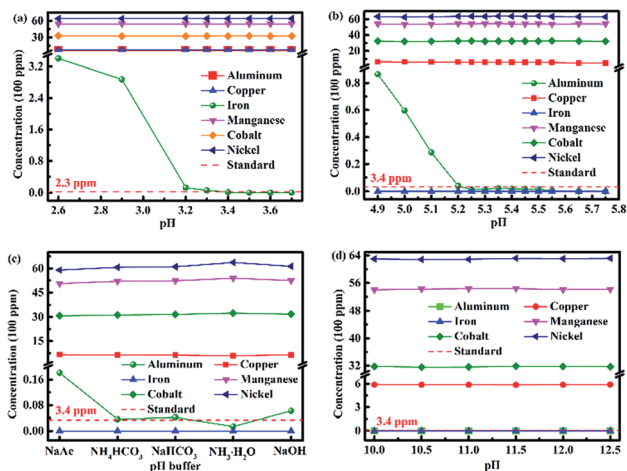 (a)
60
30
3.2
2.4
1.6
0.8
0.0
Concentration (100 ppm)
Aluminum
Copper
Iron
Manganese
Cobalt
Nickel
Standard
2.3 ppm
2.6 2.8 3.0 3.2 3.4 3.6
pH
(b)
60
40
20
0.8
0.6
0.4
0.2
0.0
Concentration (100 ppm)
Aluminum
Copper
Iron
Manganese
Cobalt
Nickel
Standard
3.4 ppm
4.9 5.0 5.1 5.2 5.3 5.4 5.5 5.6 5.7 5.8
pH
(c)
60
45
30
15
0.16
0.08
0.00
Concentration (100 ppm)
Aluminum Copper
Iron Manganese
Cobalt Nickel
Standard
3.4 ppm
NaAc NH4HCO3 NaHCO3 NH3·H2O NaOH
pH buffer
(d)
64
56
48
40
32
6
3
0
Concentration (100 ppm)
Aluminum Copper
Iron Manganese
Cobalt Nickel
Standard
3.4 ppm
10.0 10.5 11.0 11.5 12.0 12.5
pH